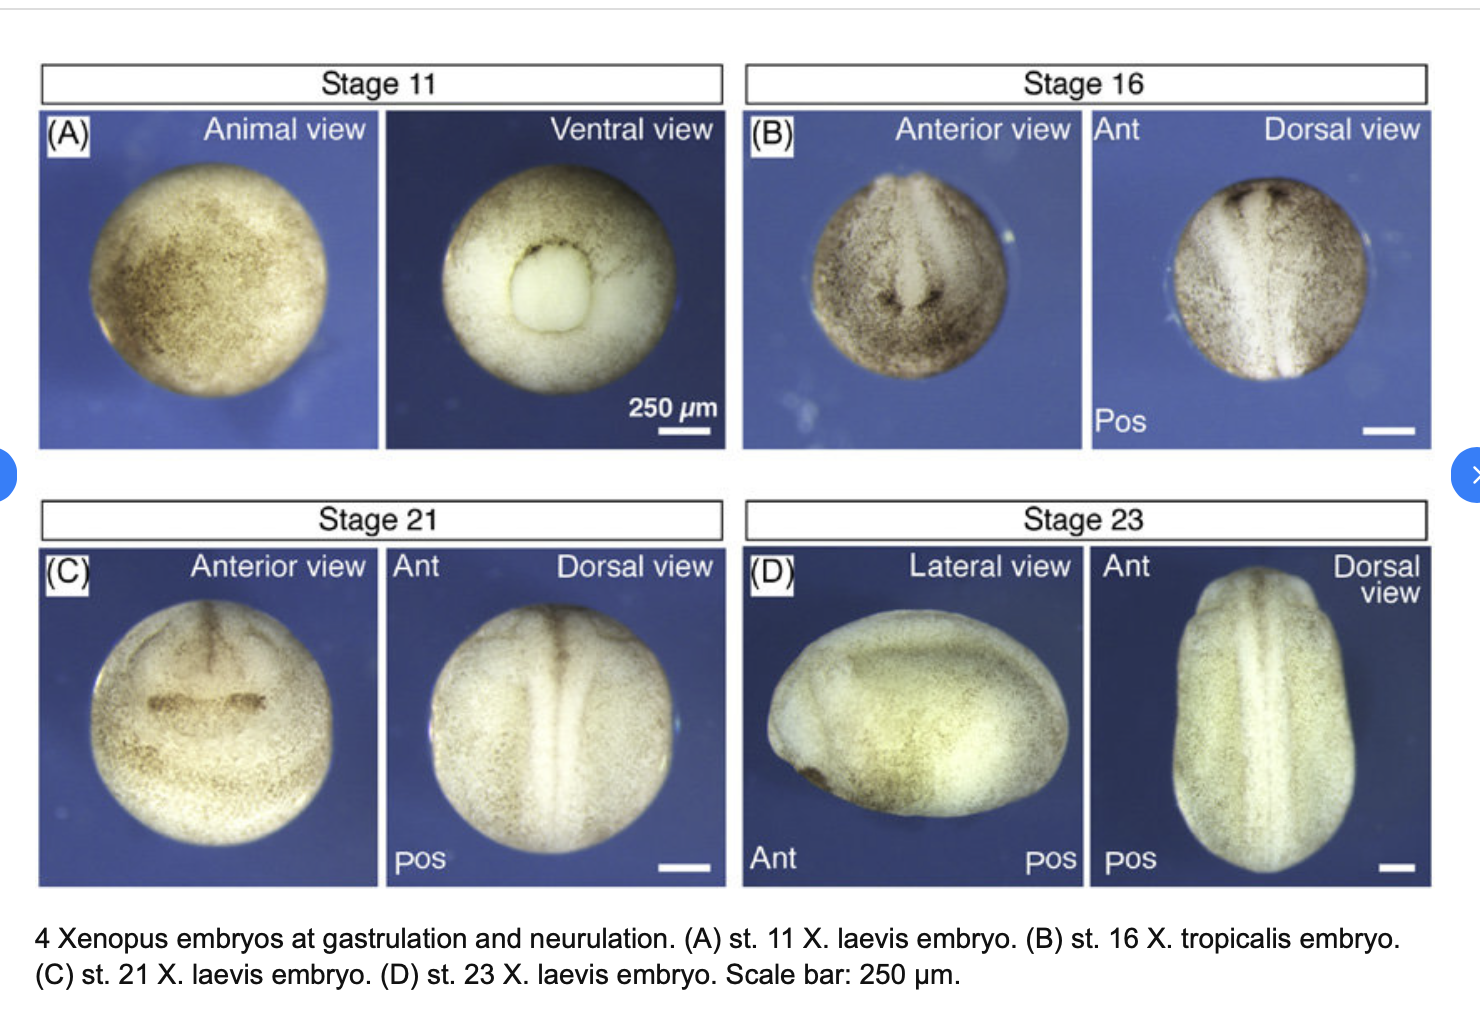 Stage 11
(A)
Animal view
Ventral view
250 µm
Stage 16
(B)
Anterior view
Ant
Dorsal view
Pos
Stage 21
(C)
Anterior view
Ant
Dorsal view
pos
Stage 23
(D)
Lateral view
Ant
pos
Ant
Dorsal
view
pos
4 Xenopus embryos at gastrulation and neurulation. (A) st. 11 X. laevis embryo. (B) st. 16 X. tropicalis embryo.
(C) st. 21 X. laevis embryo. (D) st. 23 X. laevis embryo. Scale bar: 250 µm.